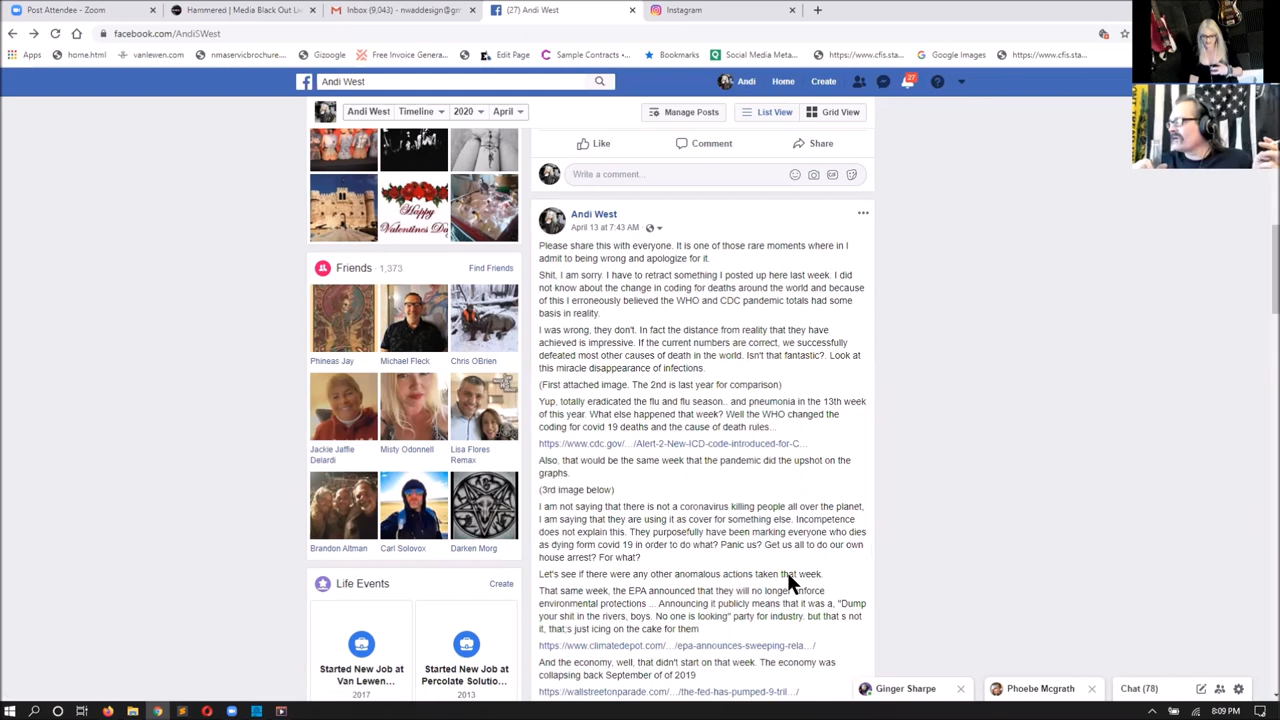 Post Attendee - Zoom
Hammered | Media Black Out Li
Inbox (9,043) - nwaddesign@gm
(27) Andi West
Instagram
facebook.com/AndiSWest
Apps
home.html
vanlewen.com
nmaservicbrochure...
Gizoogle
Free Invoice Generat...
Edit Page
Sample Contracts -...
Bookmarks
Social Media Meta...
https://www.cfis.sta...
Google Images
https://www.cfis.sta...
Andi West
Andi
Home
Create
27
Andi West
Timeline
2020
April
Manage Posts
List View
Grid View
Like
Comment
Share
Write a comment...
Happy
Valentines Day
Friends · 1,373
Find Friends
Phineas Jay
Michael Fleck
Chris OBrien
Jackie Jaffie
Delardi
Misty Odonnell
Lisa Flores
Remax
Brandon Altman
Carl Solovox
Darken Morg
Life Events
Create
Started New Job at
Van Lewen...
2017
Started New Job at
Percolate Solutio...
2013
Andi West
April 13 at 7:43 AM ·
Please share this with everyone. It is one of those rare moments where in I
admit to being wrong and apologize for it.
Shit, I am sorry. I have to retract something I posted up here last week. I did
not know about the change in coding for deaths around the world and because
of this I erroneously believed the WHO and CDC pandemic totals had some
basis in reality.
I was wrong, they don't. In fact the distance from reality that they have
achieved is impressive. If the current numbers are correct, we successfully
defeated most other causes of death in the world. Isn't that fantastic?. Look at
this miracle disappearance of infections.
(First attached image. The 2nd is last year for comparison)
Yup, totally eradicated the flu and flu season.. and pneumonia in the 13th week
of this year. What else happened that week? Well the WHO changed the
coding for covid 19 deaths and the cause of death rules...
https://www.cdc.gov/.../Alert-2-New-ICD-code-introduced-for-C...
Also, that would be the same week that the pandemic did the upshot on the
graphs.
(3rd image below)
I am not saying that there is not a coronavirus killing people all over the planet,
I am saying that they are using it as cover for something else. Incompetence
does not explain this. They purposefully have been marking everyone who dies
as dying form covid 19 in order to do what? Panic us? Get us all to do our own
house arrest? For what?
Let's see if there were any other anomalous actions taken that week.
That same week, the EPA announced that they will no longer enforce
environmental protections ... Announcing it publicly means that it was a, "Dump
your shit in the rivers, boys. No one is looking" party for industry. but that s not
it, that;s just icing on the cake for them
https://www.climatedepot.com/.../epa-announces-sweeping-rela.../
And the economy, well, that didn't start on that week. The economy was
collapsing back September of of 2019
https://wallstreetonparade.com/.../the-fed-has-pumped-9-tril.../
Ginger Sharpe
Phoebe Mcgrath
Chat (78)
8:09 PM